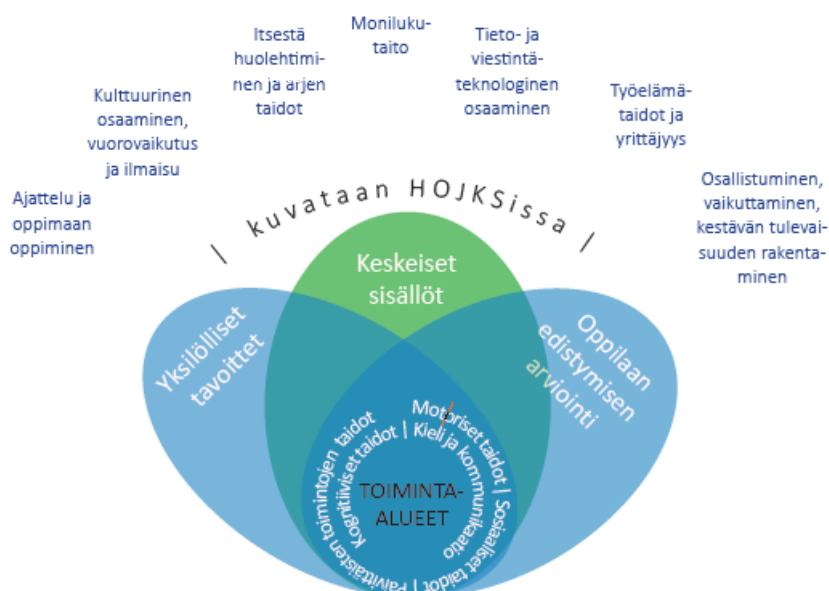 Ajattelu ja
oppimaan
oppiminen
Kulttuurinen
osaaminen,
vuorovaikutus
ja ilmaisu
Itsestä
huolehtimi-
nen ja arjen
taidot
Moniluku-
taito
Tieto- ja
viestintä-
teknologinen
osaaminen
Työelämä-
taidot ja
yrittäjyys
Osallistuminen,
vaikuttaminen,
kestävän tulevai-
suuden rakenta-
minen
| kuvataan HOJKSissa |
Keskeiset
sisällöt
Yksilölliset
tavoittet
Oppilaan
edistymisen
arviointi
Motoriset taidot | Sosiaaliset taidot | Päivittäisten toimintojen taidot
Kognitiiviset taidot | Kieli ja kommunikaatio
TOIMINTA-
ALUEET